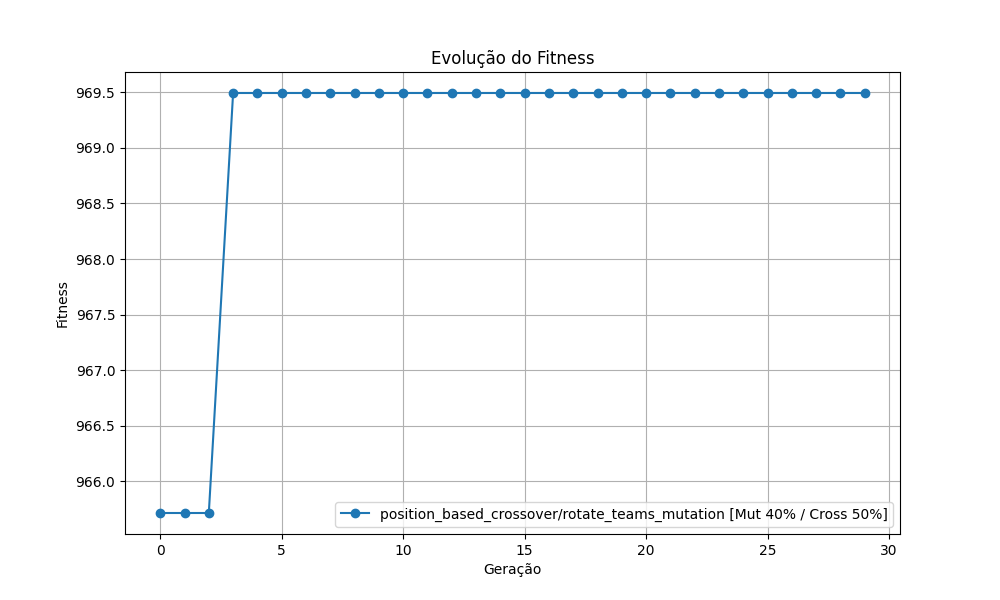 Evolução do Fitness
Fitness
969.5
969.0
968.5
968.0
967.5
967.0
966.5
966.0
position_based_crossover/rotate_teams_mutation [Mut 40% / Cross 50%]
0 5 10 15 20 25 30
Geração